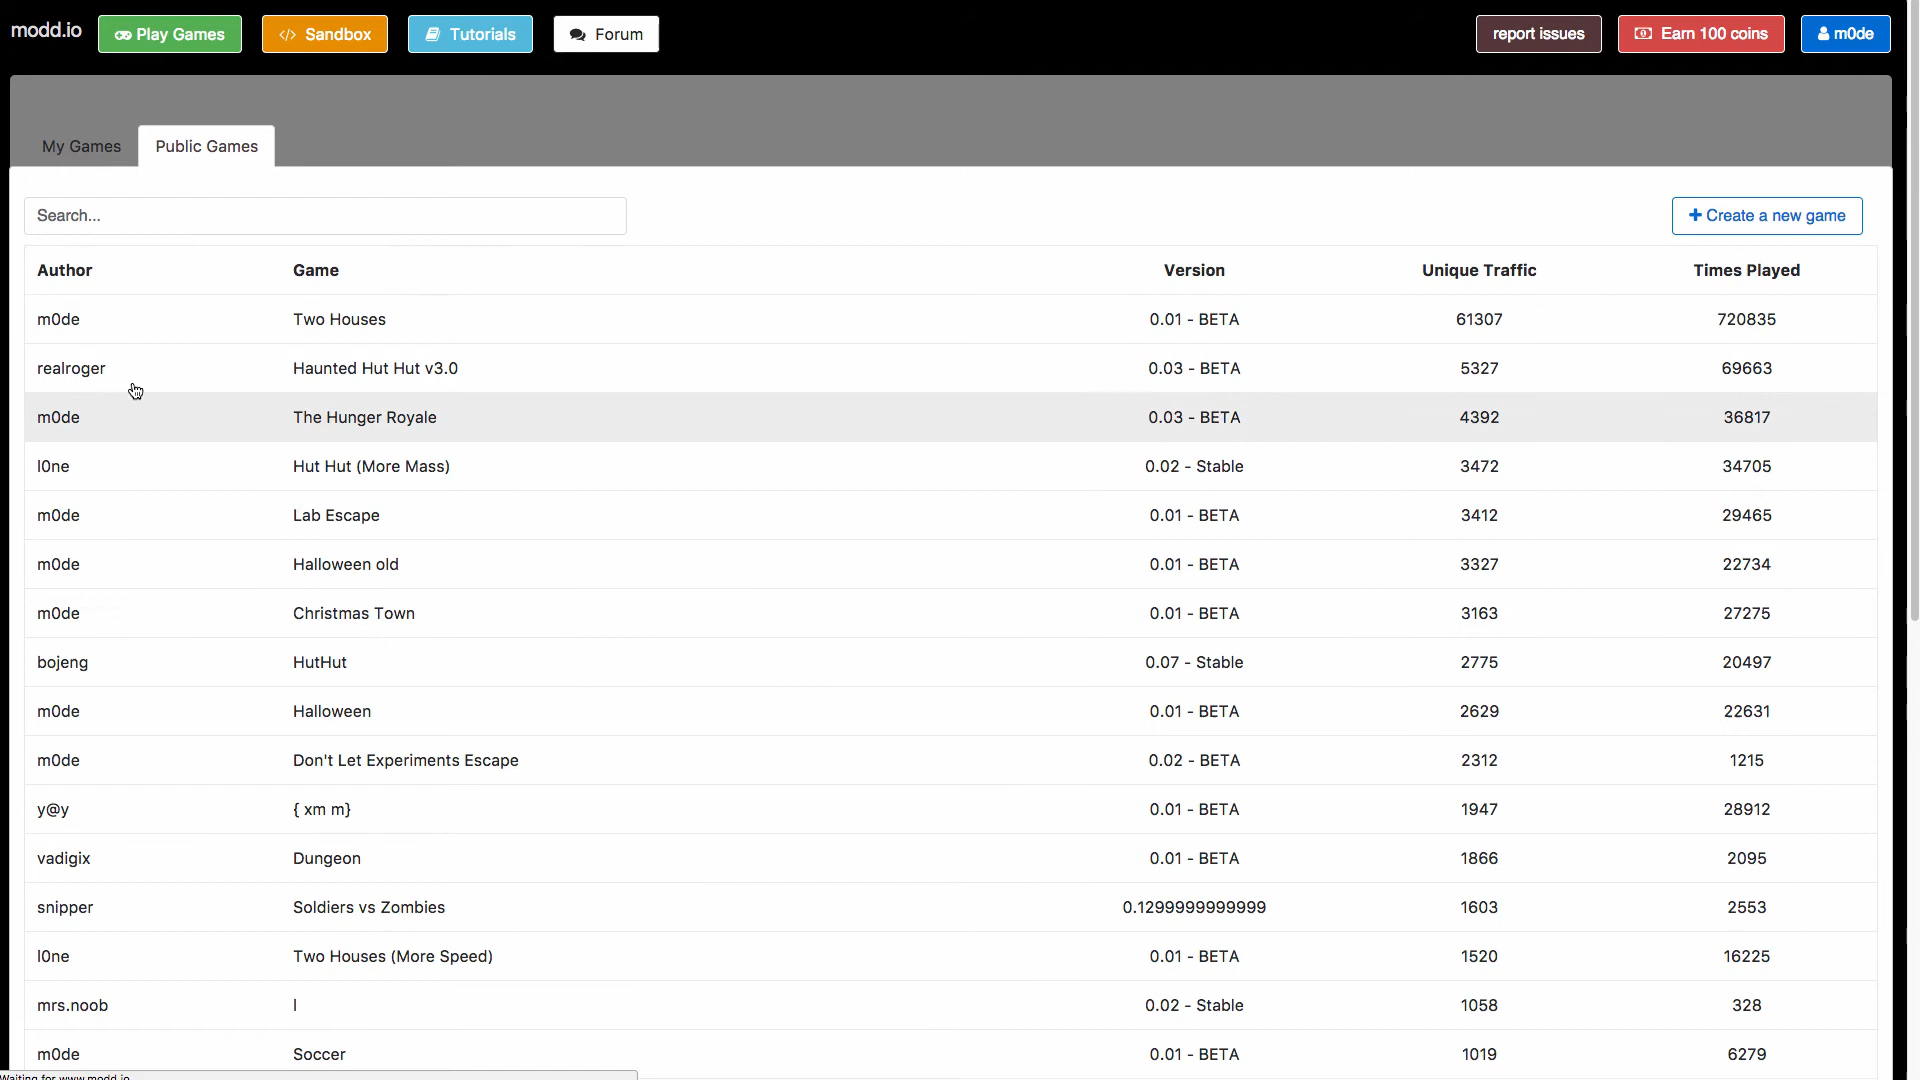 modd.io Play Games Sandbox Tutorials Forum report issues Earn 100 coins m0de
My Games Public Games
Search... Create a new game
Author Game Version Unique Traffic Times Played
m0de Two Houses 0.01 - BETA 61307 720835
realroger Haunted Hut Hut v3.0 0.03 - BETA 5327 69663
m0de The Hunger Royale 0.03 - BETA 4392 36817
l0ne Hut Hut (More Mass) 0.02 - Stable 3472 34705
m0de Lab Escape 0.01 - BETA 3412 29465
m0de Halloween old 0.01 - BETA 3327 22734
m0de Christmas Town 0.01 - BETA 3163 27275
bojeng HutHut 0.07 - Stable 2775 20497
m0de Halloween 0.01 - BETA 2629 22631
m0de Don't Let Experiments Escape 0.02 - BETA 2312 1215
y@y { xm m} 0.01 - BETA 1947 28912
vadigix Dungeon 0.01 - BETA 1866 2095
snipper Soldiers vs Zombies 0.1299999999999 1603 2553
l0ne Two Houses (More Speed) 0.01 - BETA 1520 16225
mrs.noob l 0.02 - Stable 1058 328
m0de Soccer 0.01 - BETA 1019 6279
Waiting for www.modd.io